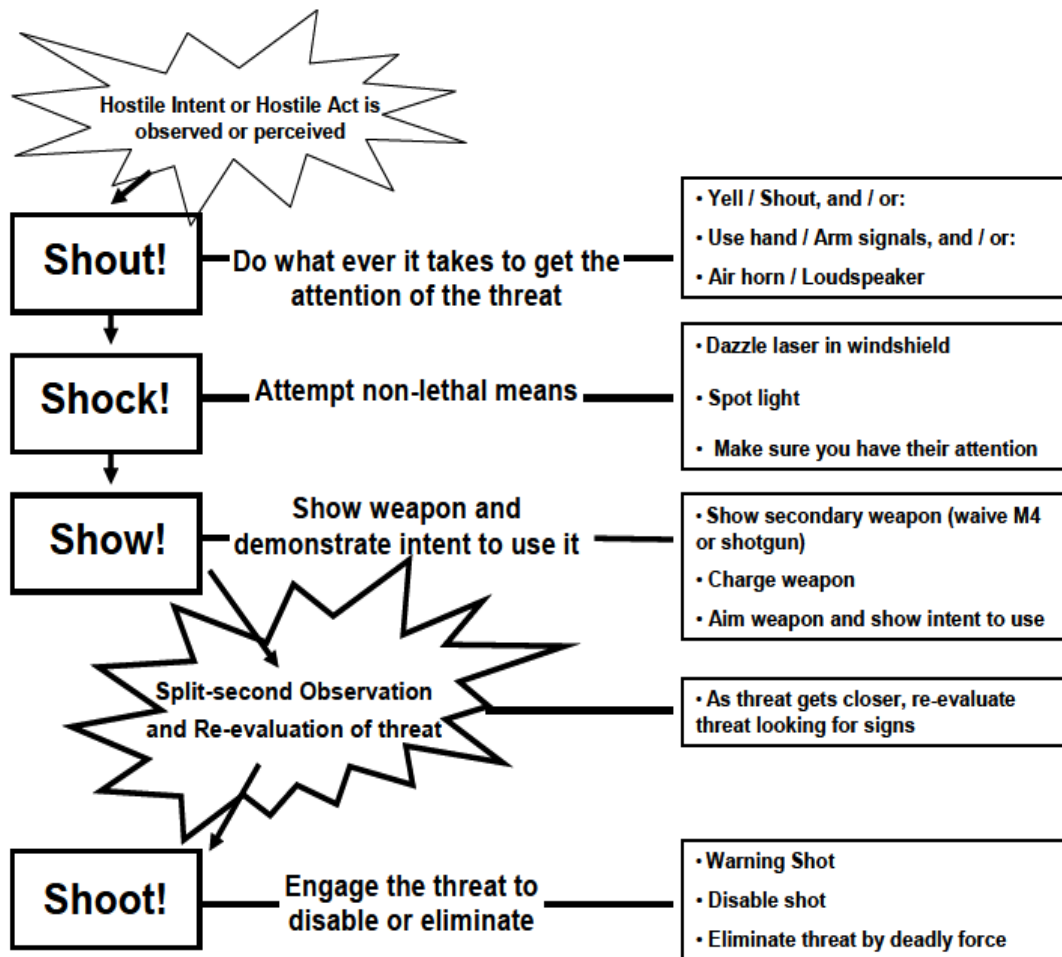 Hostile Intent or Hostile Act is
observed or perceived
Shout!
Do what ever it takes to get the
attention of the threat
• Yell / Shout, and / or:
• Use hand / Arm signals, and / or:
• Air horn / Loudspeaker
Shock!
Attempt non-lethal means
• Dazzle laser in windshield
• Spot light
• Make sure you have their attention
Show!
Show weapon and
demonstrate intent to use it
• Show secondary weapon (waive M4
or shotgun)
• Charge weapon
• Aim weapon and show intent to use
Split-second Observation
and Re-evaluation of threat
• As threat gets closer, re-evaluate
threat looking for signs
Shoot!
Engage the threat to
disable or eliminate
• Warning Shot
• Disable shot
• Eliminate threat by deadly force